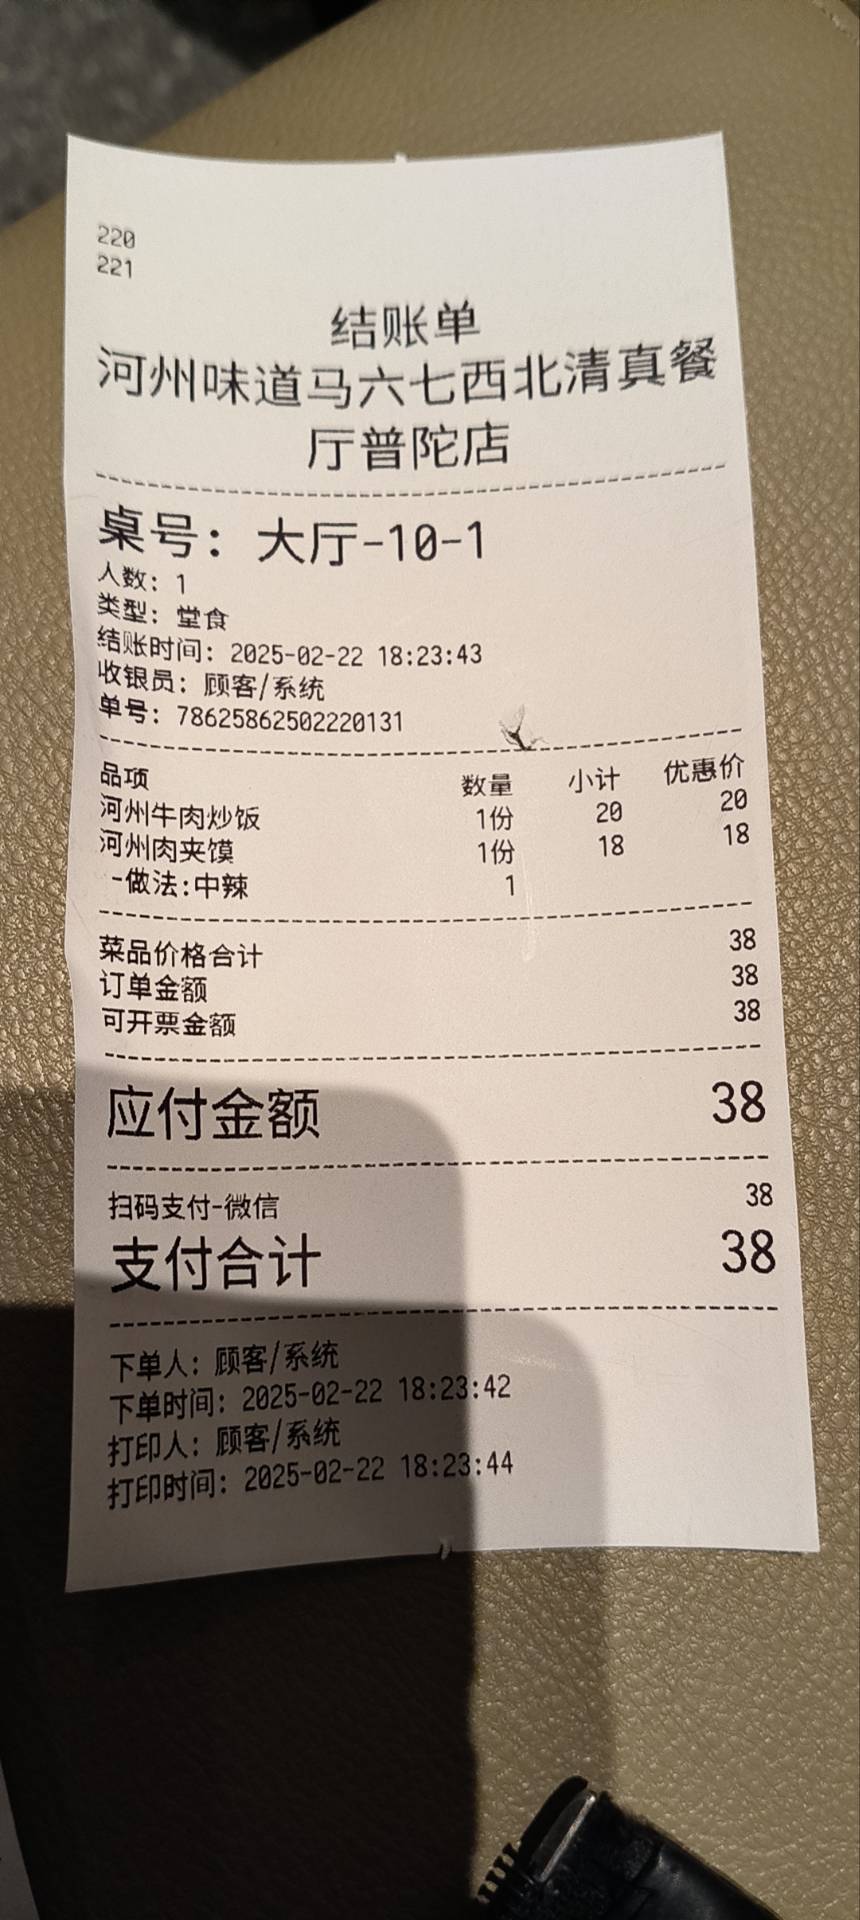 220
221
结账单
河州味道马六七西北清真餐
厅普陀店
桌号：大厅-10-1
人数：1
类型：堂食
结账时间：2025-02-22 18:23:43
收银员：顾客/系统
单号：78625862502220131
品项 数量 小计 优惠价
河州牛肉炒饭 1份 20 20
河州肉夹馍 1份 18 18
-做法:中辣 1
菜品价格合计 38
订单金额 38
可开票金额 38
应付金额 38
扫码支付-微信 38
支付合计 38
下单人：顾客/系统
下单时间：2025-02-22 18:23:42
打印人：顾客/系统
打印时间：2025-02-22 18:23:44